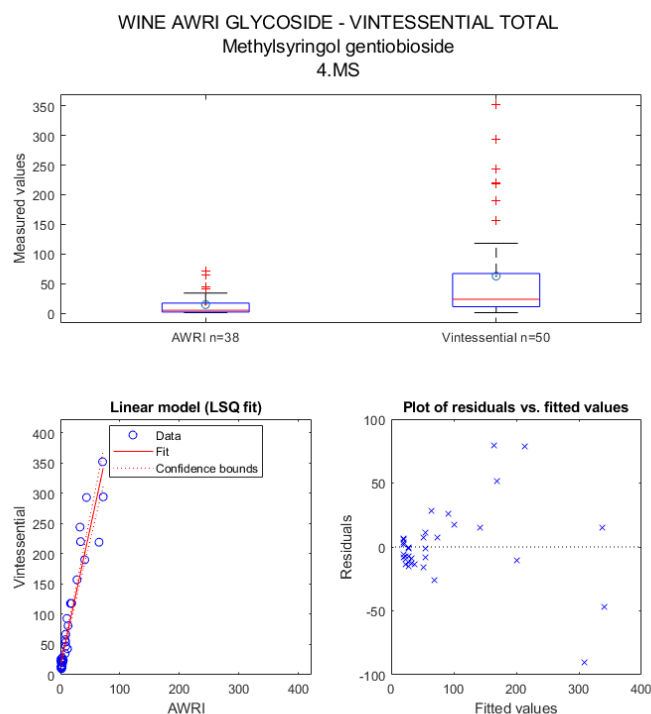 WINE AWRI GLYCOSIDE - VINTESSENTIAL TOTAL
Methylsyringol gentiobioside
4.MS
Measured values
350
300
250
200
150
100
50
0
AWRI n=38
Vintessential n=50
Linear model (LSQ fit)
Vintessential
400
350
300
250
200
150
100
50
0
Data
Fit
Confidence bounds
0
100
200
300
400
AWRI
Plot of residuals vs. fitted values
Residuals
100
50
0
-50
-100
0
100
200
300
400
Fitted values